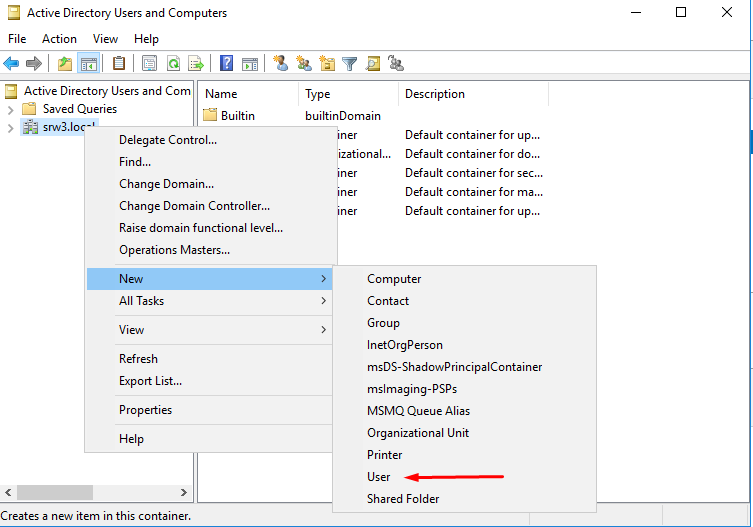 Active Directory Users and Computers
File Action View Help
Active Directory Users and Com
Saved Queries
srw3.local
Name Type Description
Builtin builtinDomain
iner Default container for up...
nizational... Default container for do...
iner Default container for sec...
iner Default container for ma...
iner Default container for up...
Delegate Control...
Find...
Change Domain...
Change Domain Controller...
Raise domain functional level...
Operations Masters...
New
All Tasks
View
Refresh
Export List...
Properties
Help
Computer
Contact
Group
InetOrgPerson
msDS-ShadowPrincipalContainer
msImaging-PSPs
MSMQ Queue Alias
Organizational Unit
Printer
User
Shared Folder
Creates a new item in this container.